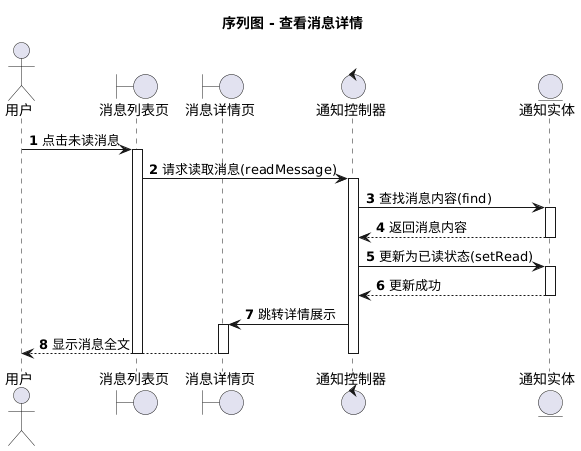 序列图 - 查看消息详情
用户
消息列表页
消息详情页
通知控制器
通知实体
1 点击未读消息
2 请求读取消息(readMessage)
3 查找消息内容(find)
4 返回消息内容
5 更新为已读状态(setRead)
6 更新成功
7 跳转详情展示
8 显示消息全文
用户
消息列表页
消息详情页
通知控制器
通知实体